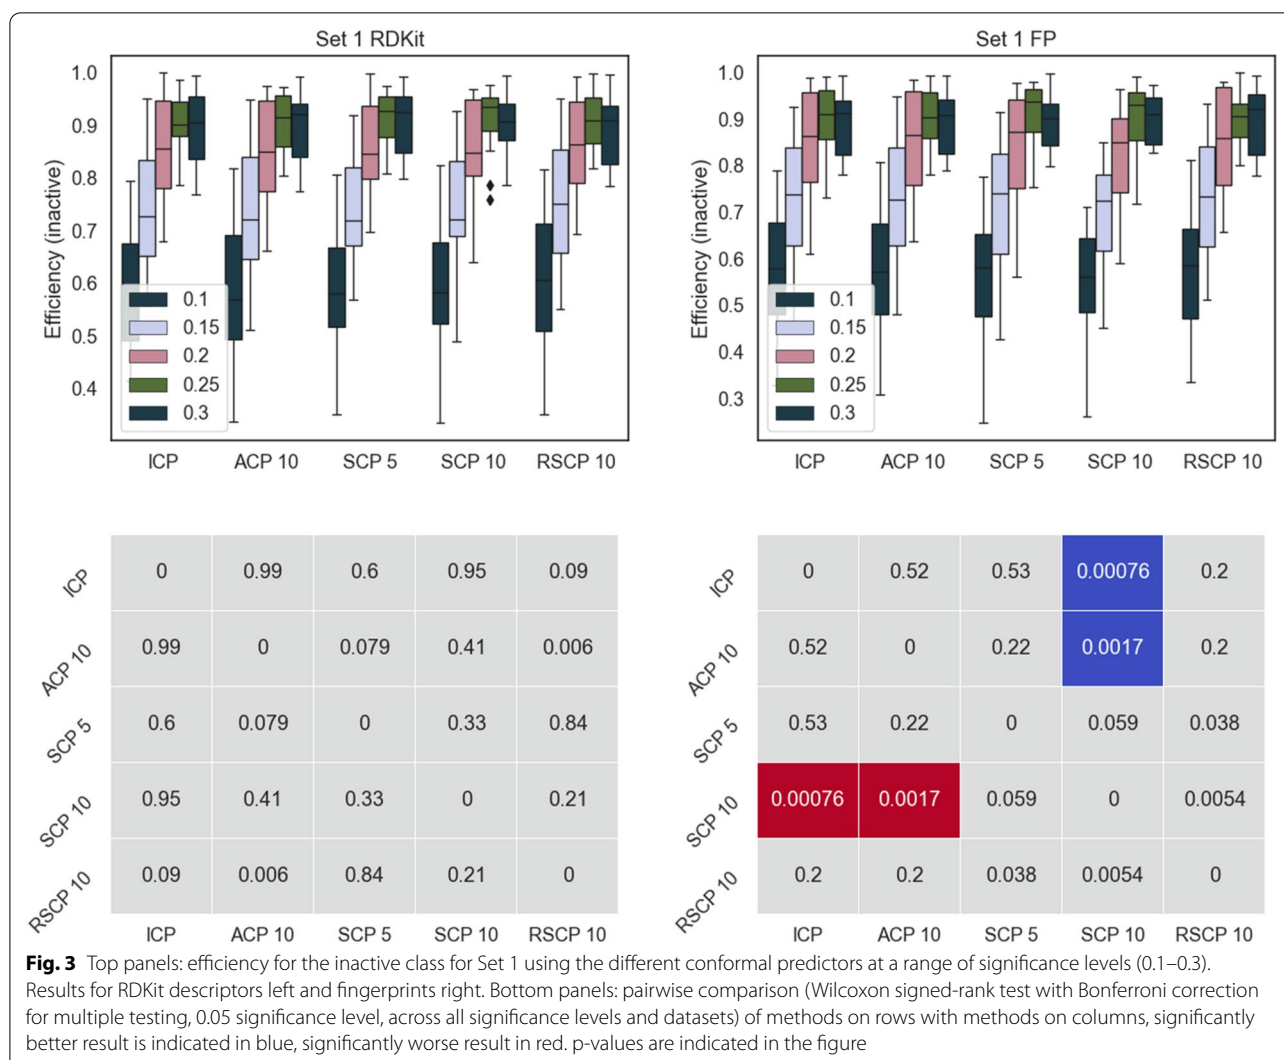 Set 1 RDKit
Efficiency (inactive)
1.0
0.9
0.8
0.7
0.6
0.5
0.4
0.1
0.15
0.2
0.25
0.3
ICP ACP 10 SCP 5 SCP 10 RSCP 10
Set 1 FP
Efficiency (inactive)
1.0
0.9
0.8
0.7
0.6
0.5
0.4
0.3
0.1
0.15
0.2
0.25
0.3
ICP ACP 10 SCP 5 SCP 10 RSCP 10
ICP 0 0.99 0.6 0.95 0.09
ACP 10 0.99 0 0.079 0.41 0.006
SCP 5 0.6 0.079 0 0.33 0.84
SCP 10 0.95 0.41 0.33 0 0.21
RSCP 10 0.09 0.006 0.84 0.21 0
ICP ACP 10 SCP 5 SCP 10 RSCP 10
ICP 0 0.52 0.53 0.00076 0.2
ACP 10 0.52 0 0.22 0.0017 0.2
SCP 5 0.53 0.22 0 0.059 0.038
SCP 10 0.00076 0.0017 0.059 0 0.0054
RSCP 10 0.2 0.2 0.038 0.0054 0
ICP ACP 10 SCP 5 SCP 10 RSCP 10
Fig. 3 Top panels: efficiency for the inactive class for Set 1 using the different conformal predictors at a range of significance levels (0.1–0.3).
Results for RDKit descriptors left and fingerprints right. Bottom panels: pairwise comparison (Wilcoxon signed-rank test with Bonferroni correction
for multiple testing, 0.05 significance level, across all significance levels and datasets) of methods on rows with methods on columns, significantly
better result is indicated in blue, significantly worse result in red. p-values are indicated in the figure